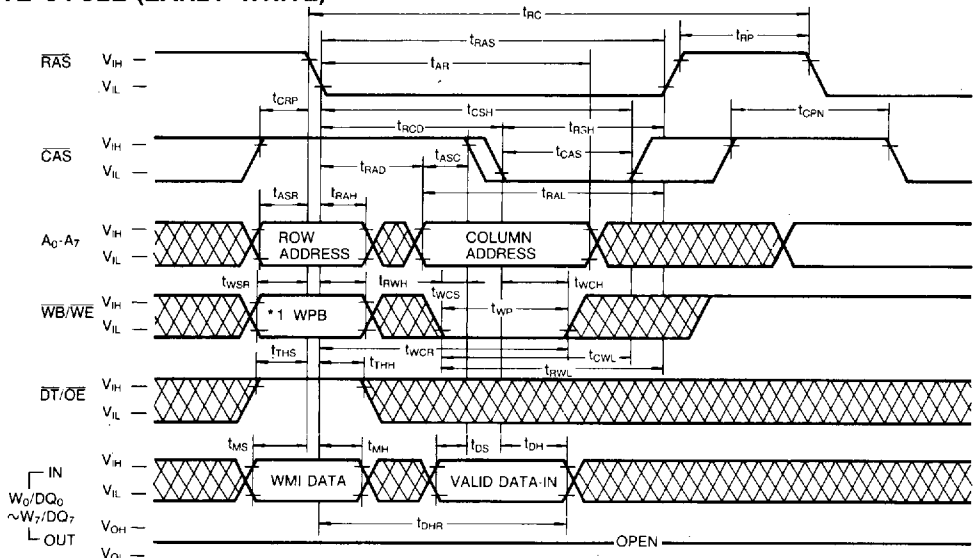 CYCLE (EARLY WRITE)
tRC
tRAS
tRP
tAR
RAS VIH
VIL
tCRP
tCSH
tRCD
tRSH
tCPN
CAS VIH
VIL
tRAD
tASC
tCAS
tASR
tRAH
tRAL
A0-A7 VIH
VIL
ROW ADDRESS
COLUMN ADDRESS
tWSR
tRWH
tWCS
tWCH
tWP
WB/WE VIH
VIL
*1 WPB
tWCR
tCWL
tTHS
tTHH
tRWL
DT/OE VIH
VIL
tMS
tMH
tDS
tDH
IN
W0/DQ0
~W7/DQ7
OUT
VIH
VIL
WMI DATA
VALID DATA-IN
tDHR
VOH
OPEN
VOL